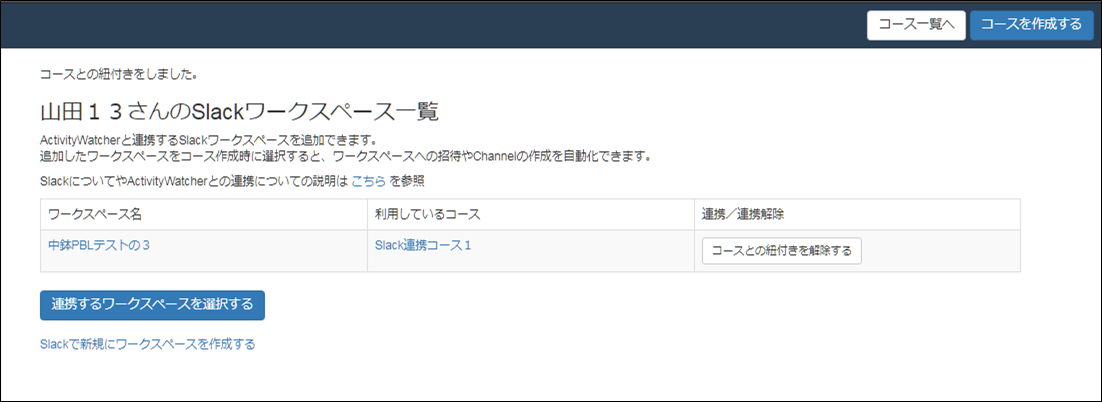 コース一覧へ コースを作成する
コースとの紐付きをしました。
山田１３さんのSlackワークスペース一覧
ActivityWatcherと連携するSlackワークスペースを追加できます。
追加したワークスペースをコース作成時に選択すると、ワークスペースへの招待やChannelの作成を自動化できます。
SlackについてやActivityWatcherとの連携についての説明は こちら を参照
ワークスペース名 利用しているコース 連携／連携解除
中鉢PBLテストの３ Slack連携コース１ コースとの紐付きを解除する
連携するワークスペースを選択する
Slackで新規にワークスペースを作成する